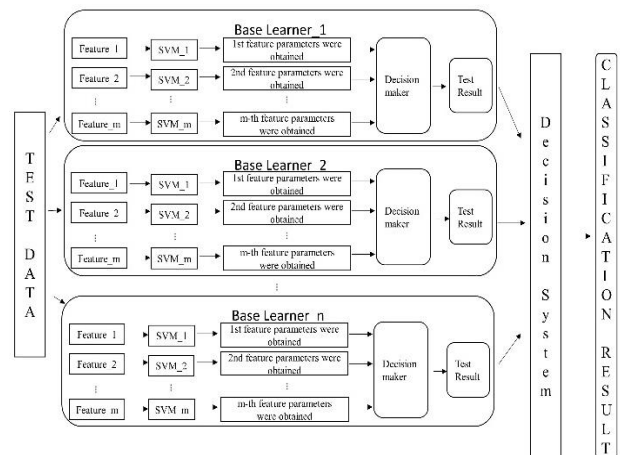 TEST DATA
Base Learner_1
Feature_1
SVM_1
1st feature parameters were
obtained
Feature 2
SVM_2
2nd feature parameters were
obtained
⋮
⋮
⋮
Feature_m
SVM_m
m-th feature parameters
were obtained
Decision
maker
Test
Result
Base Learner_2
Feature_1
SVM_1
1st feature parameters were
obtained
Feature 2
SVM_2
2nd feature parameters were
obtained
⋮
⋮
⋮
Feature_m
SVM_m
m-th feature parameters
were obtained
Decision
maker
Test
Result
⋮
Base Learner_n
Feature 1
SVM_1
1st feature parameters were
obtained
Feature 2
SVM_2
2nd feature parameters were
obtained
⋮
⋮
⋮
Feature m
SVM_m
m-th feature parameters
were obtained
Decision
maker
Test
Result
Decision System
CLASSIFICATION RESULT